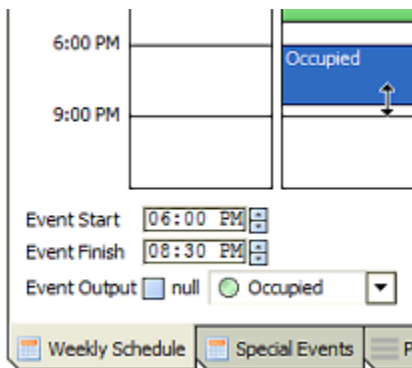 6:00 PM
Occupied
9:00 PM
Event Start 06:00 PM
Event Finish 08:30 PM
Event Output null Occupied
Weekly Schedule Special Events P